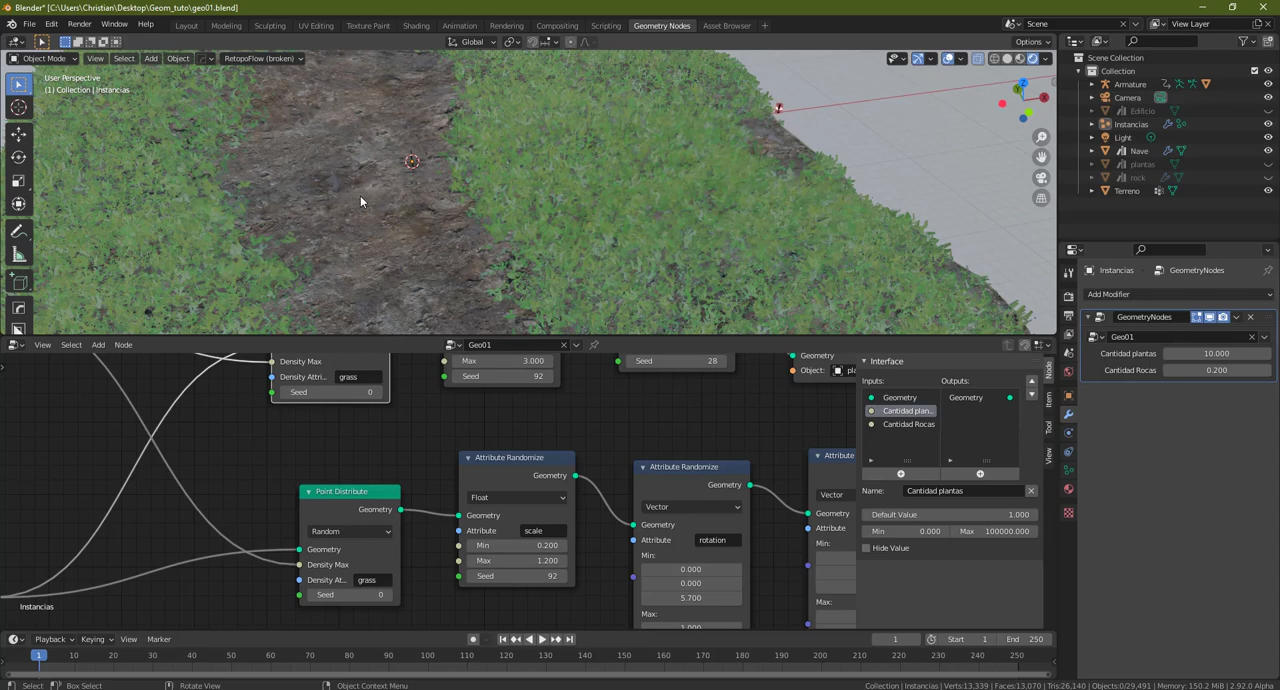 Blender* [C:\Users\Christian\Desktop\Geom_tuto\geo01.blend]
File Edit Render Window Help Layout Modeling Sculpting UV Editing Texture Paint Shading Animation Rendering Compositing Scripting Geometry Nodes Asset Browser Scene View Layer
Global Options
Object Mode View Select Add Object RetopoFlow (broken)
User Perspective
(1) Collection | Instancias
Scene Collection
Collection
Armature
Camera
Edificio
Instancias
Light
Nave
plantas
rock
Terreno
Instancias GeometryNodes
Add Modifier
GeometryNodes
Geo01
Cantidad plantas 10.000
Cantidad Rocas 0.200
View Select Add Node Geo01
Density Max
Density Attri... grass
Seed 0
Max 3.000
Seed 92
Seed 28
Geometry
Object: pla
Point Distribute
Geometry
Random
Geometry
Density Max
Density At... grass
Seed 0
Attribute Randomize
Geometry
Float
Geometry
Attribute scale
Min 0.200
Max 1.200
Seed 92
Attribute Randomize
Geometry
Vector
Geometry
Attribute rotation
Min:
0.000
0.000
5.700
Max:
1.000
Attribute
Vector
Geometry
Attribute
Min:
Max:
Instancias
Interface
Inputs: Outputs:
Geometry Geometry
Cantidad plan...
Cantidad Rocas
Name: Cantidad plantas
Default Value 1.000
Min 0.000 Max 100000.000
Hide Value
Node
Item
Tool
View
Playback Keying View Marker 1 Start 1 End 250
1 10 20 30 40 50 60 70 80 90 100 110 120 130 140 150 160 170 180 190 200 210 220 230 240 250
Select Box Select Rotate View Object Context Menu Collection | Instancias | Verts:13,339 | Faces:13,070 | Tris:26,140 | Objects:0/29,491 | Memory: 150.2 MiB | 2.92.0 Alpha